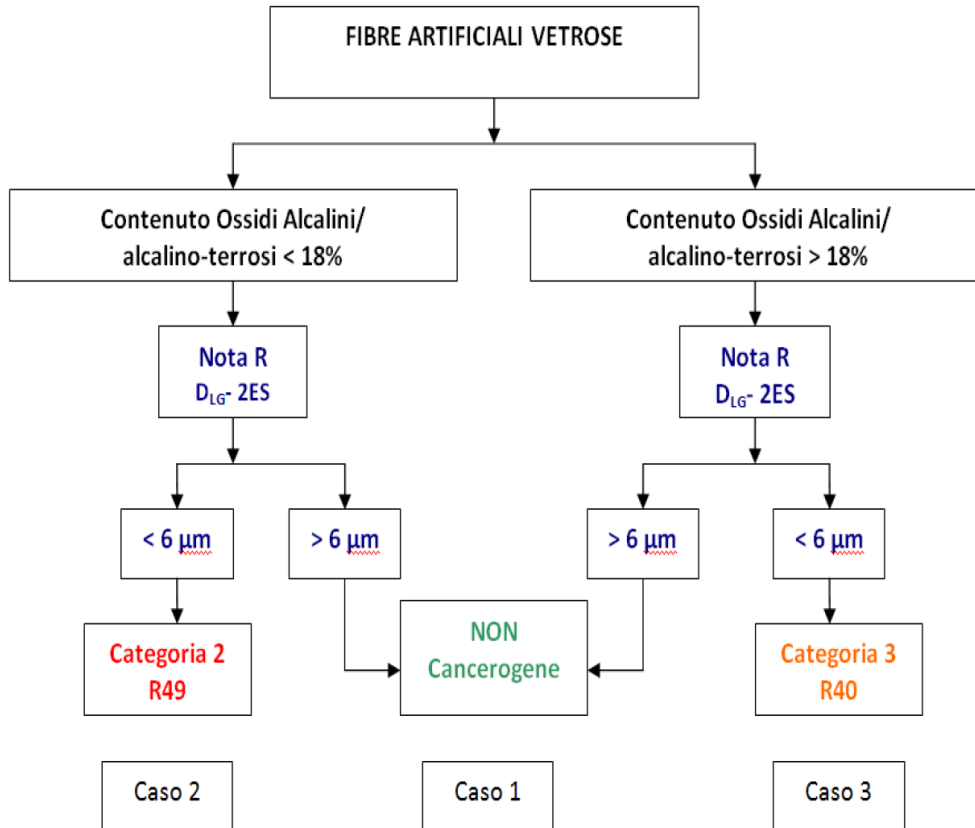 FIBRE ARTIFICIALI VETROSE
Contenuto Ossidi Alcalini/
alcalino-terrosi < 18%
Contenuto Ossidi Alcalini/
alcalino-terrosi > 18%
Nota R
DLG- 2ES
Nota R
DLG- 2ES
< 6 µm
> 6 µm
> 6 µm
< 6 µm
Categoria 2
R49
NON
Cancerogene
Categoria 3
R40
Caso 2
Caso 1
Caso 3